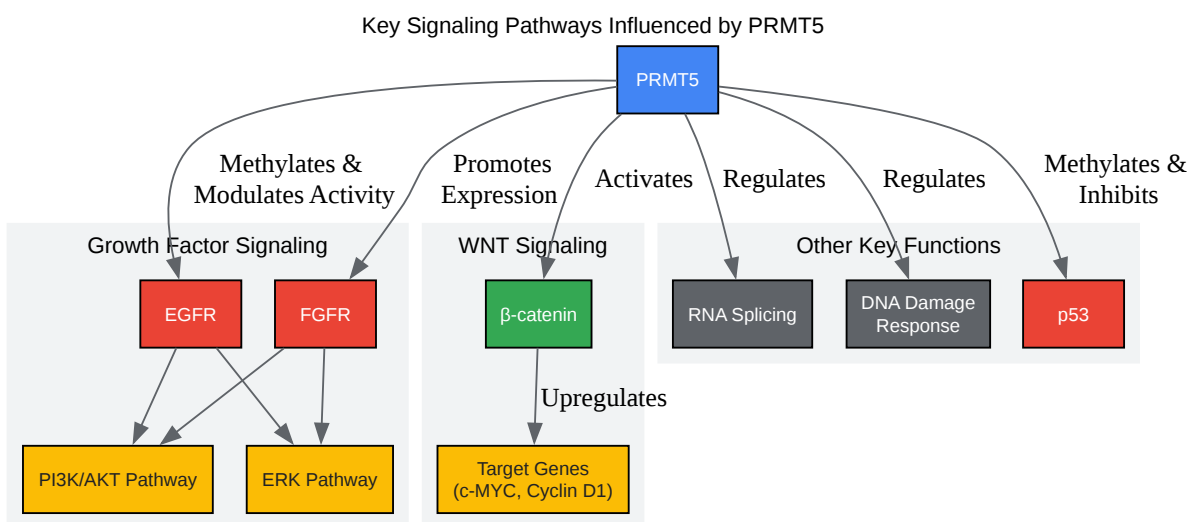 Key Signaling Pathways Influenced by PRMT5
PRMT5
Methylates &
Modulates Activity
Promotes
Expression
Activates
Regulates
Regulates
Methylates &
Inhibits
Growth Factor Signaling
WNT Signaling
Other Key Functions
EGFR
FGFR
β-catenin
RNA Splicing
DNA Damage
Response
p53
Upregulates
PI3K/AKT Pathway
ERK Pathway
Target Genes
(c-MYC, Cyclin D1)